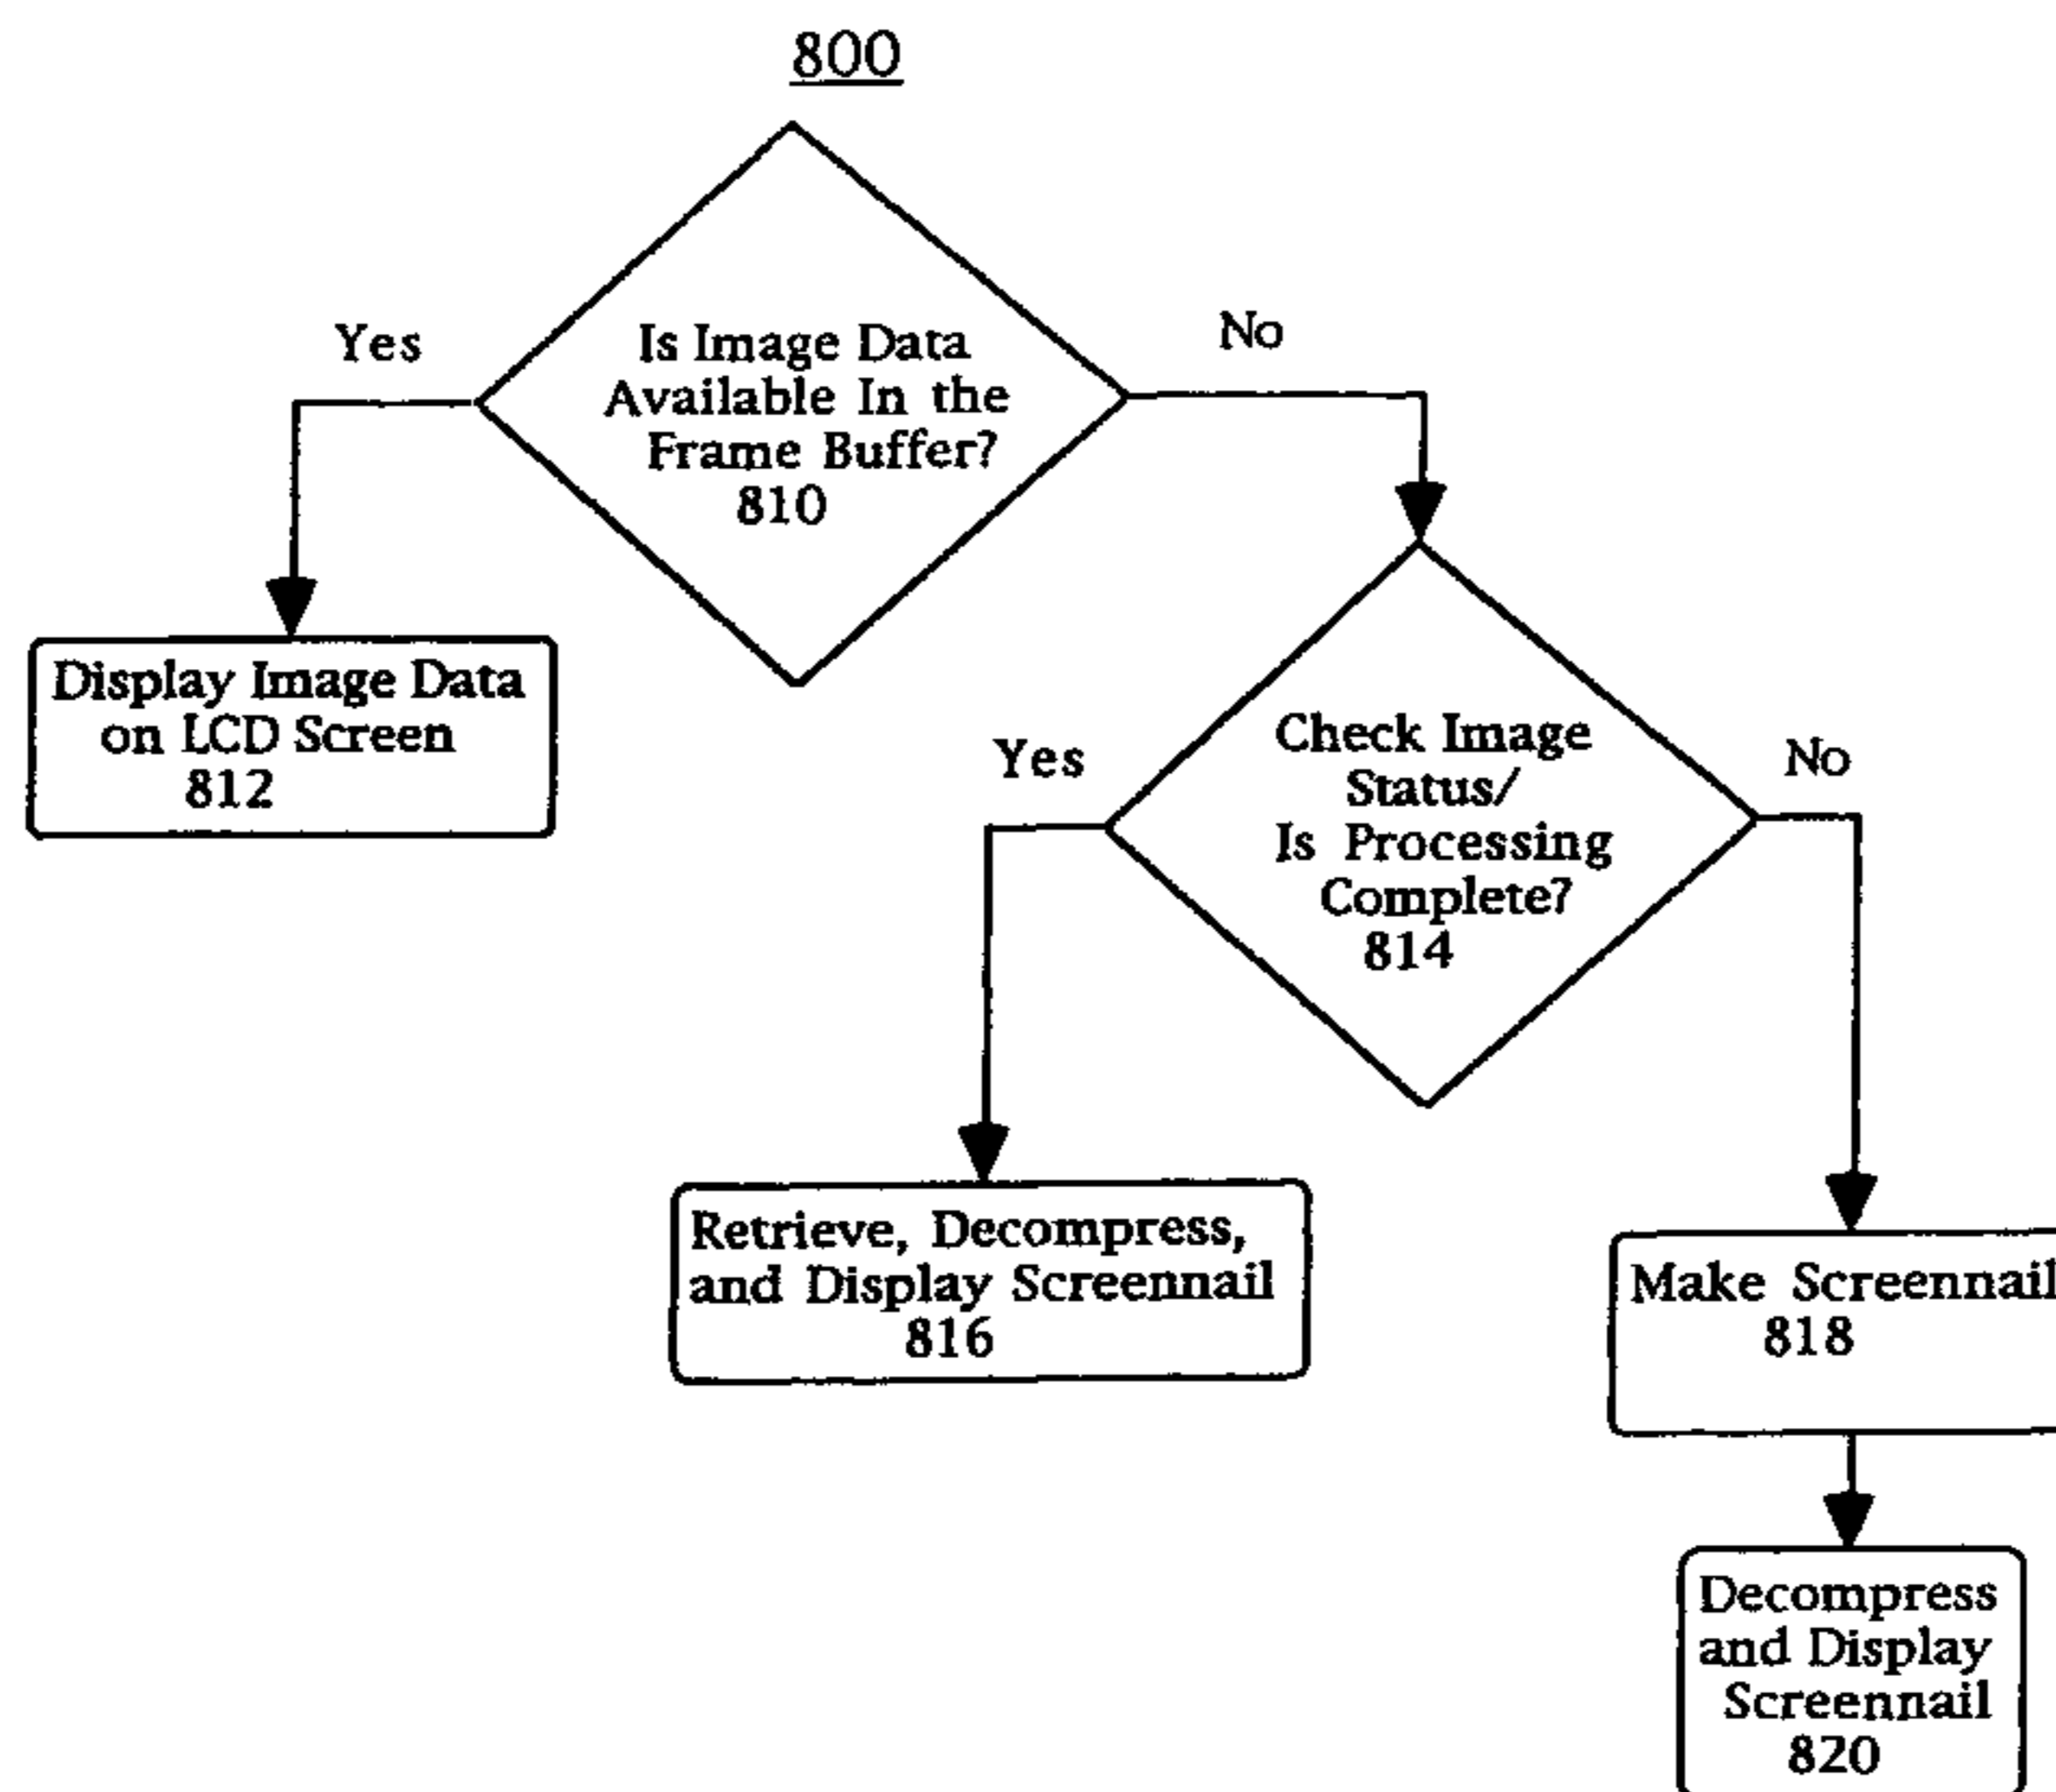 800
Is Image Data
Available In the
Frame Buffer?
810
Yes
No
Display Image Data
on LCD Screen
812
Check Image
Status/
Is Processing
Complete?
814
Yes
No
Retrieve, Decompress,
and Display Screennail
816
Make Screennail
818
Decompress
and Display
Screennail
820